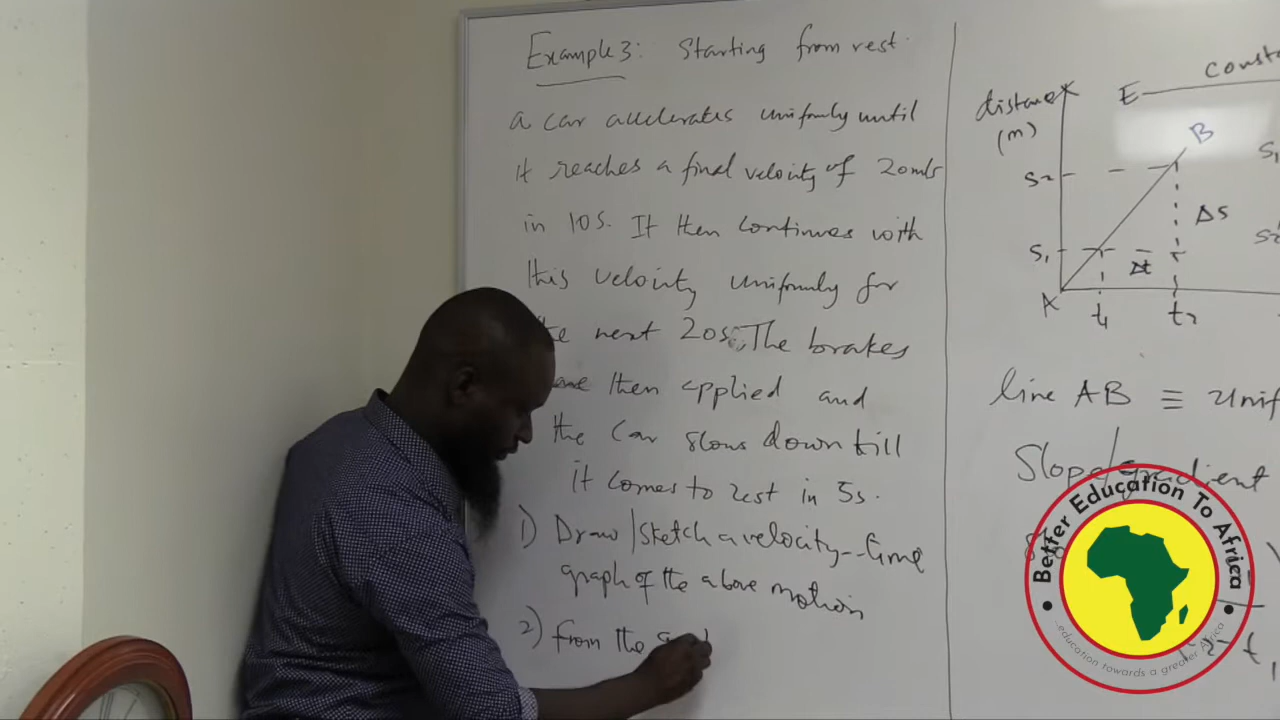 Example 3: Starting from rest
a car accelerates uniformly until
it reaches a final velocity of 20m/s
in 10s. It then continues with
this velocity uniformly for
next 20s, The brakes
then applied and
the car slows down till
it comes to rest in 5s.
1) Draw/Sketch a velocity--time
graph of the above motion
2) from the
distance
(m)
E
B
S2
S1
Δs
Δt
A
t1
t2
line AB ≡
Slope/gradient
Better Education To Africa
..education towards a greater Africa